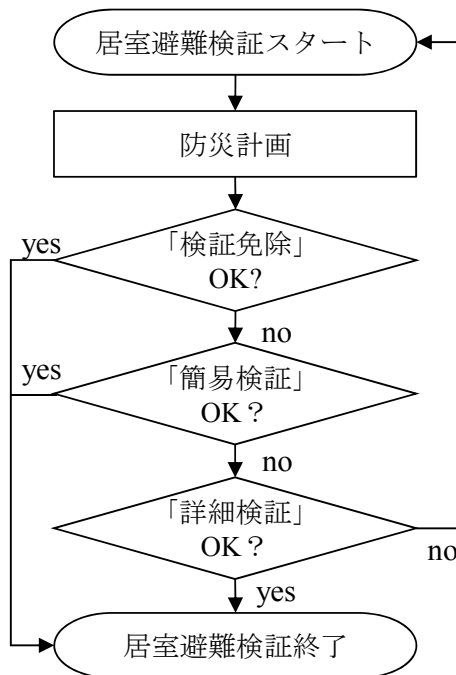 居室避難検証スタート
防災計画
yes
「検証免除」
OK?
no
yes
「簡易検証」
OK？
no
「詳細検証」
OK？
no
yes
居室避難検証終了